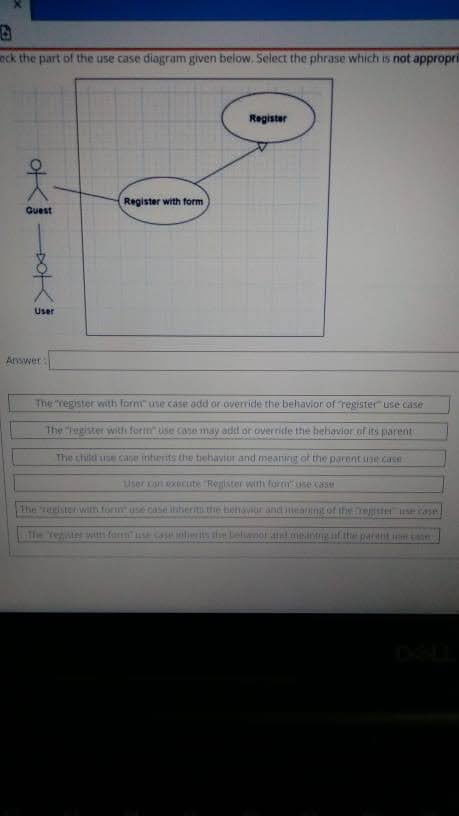 eck the part of the use case diagram given below. Select the phrase which is not appropri
Register
Register with form
Guest
User
Answer :
The "register with form" use case add or override the behavior of "register" use case
The "register with form" use case may add or override the behavior of its parent
The child use case inherits the behavior and meaning of the parent use case
User can execute "Register with form" use case
The "register with form" use case inherits the behavior and meaning of the "register" use case
The "register with form" use case inherits the behavior and meaning of the parent use case
DELL